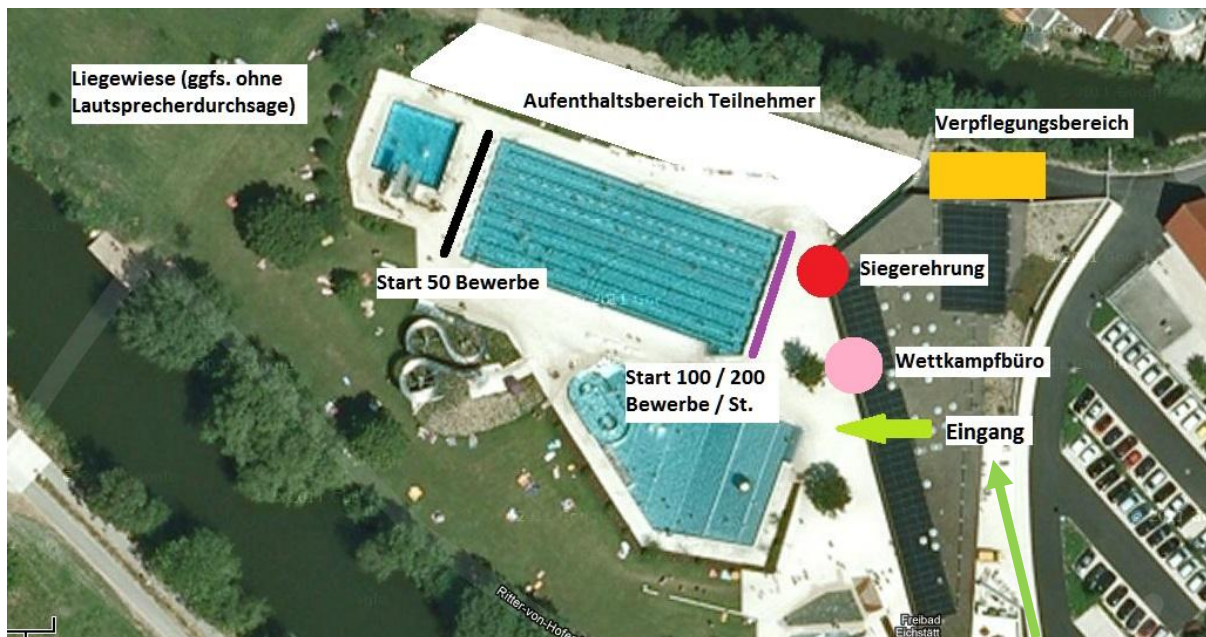 Liegewiese (ggfs. ohne
Lautsprecherdurchsage)
Aufenthaltsbereich Teilnehmer
Verpflegungsbereich
Start 50 Bewerbe
Siegerehrung
Start 100 / 200
Bewerbe / St.
Wettkampfbüro
Eingang
Ritter-von-Hofe
Freibad
Eichstätt